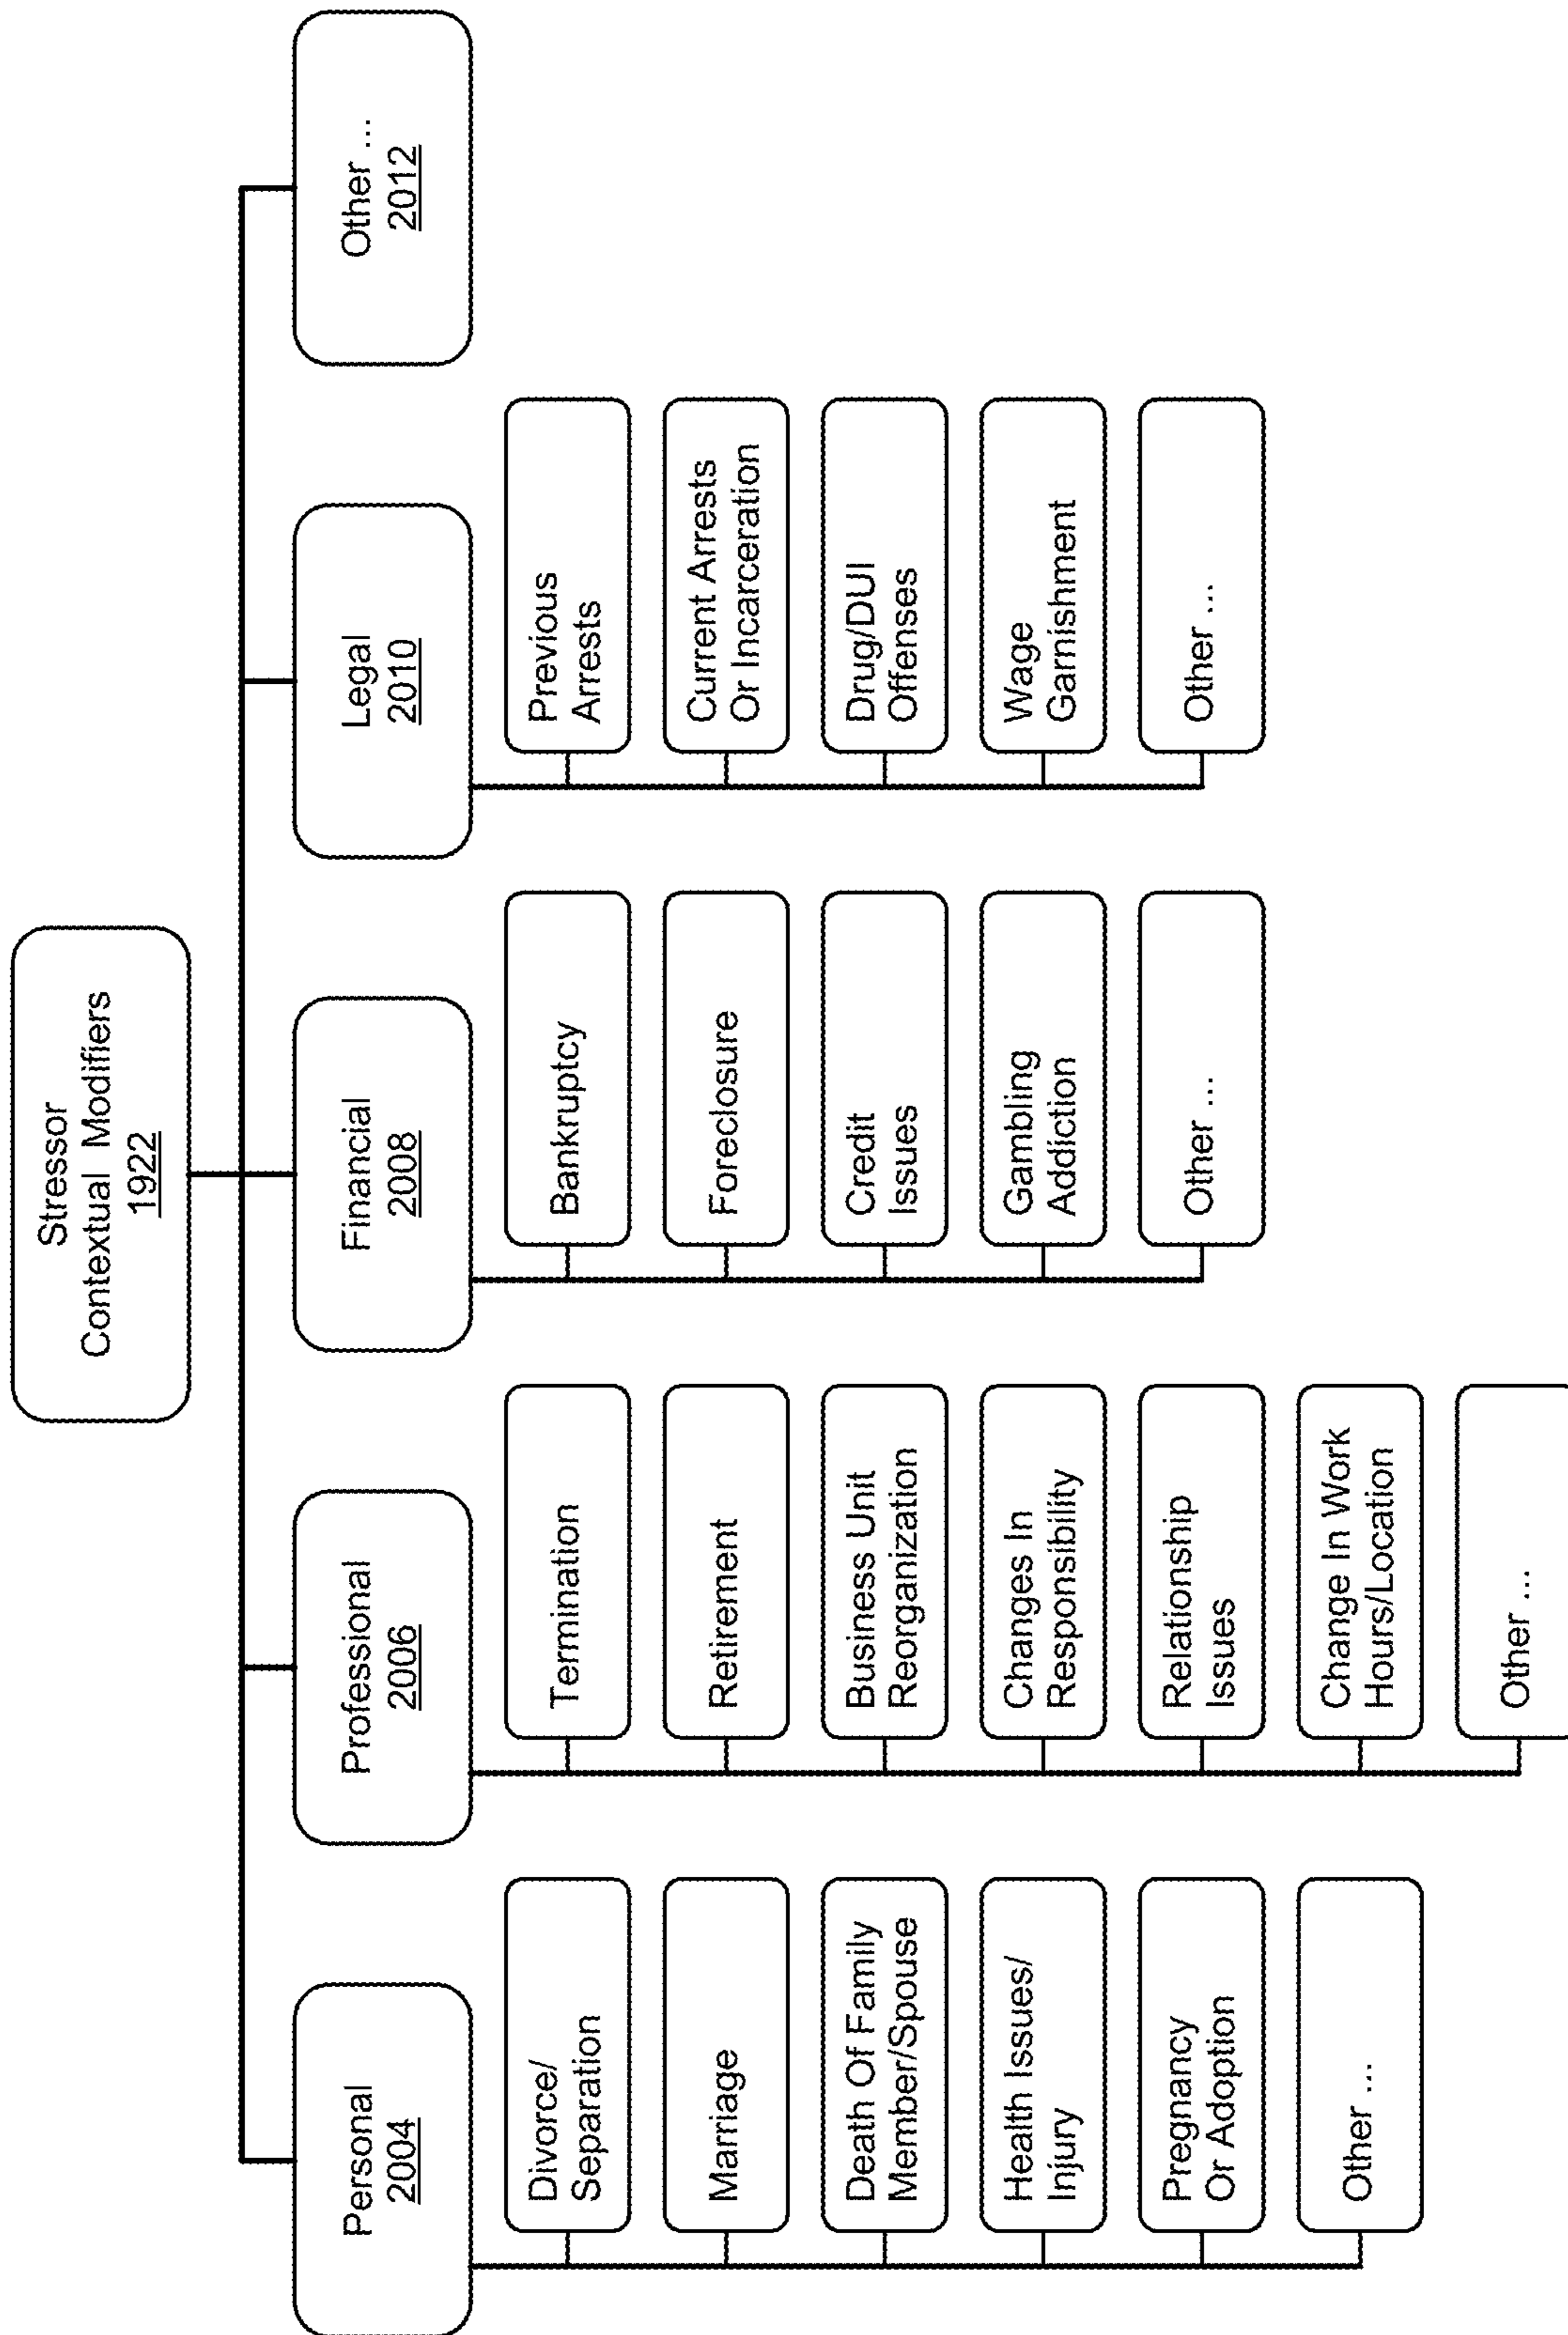 Stressor
Contextual Modifiers
1922
Personal
2004
Divorce/
Separation
Marriage
Death Of Family
Member/Spouse
Health Issues/
Injury
Pregnancy
Or Adoption
Other ...
Professional
2006
Termination
Retirement
Business Unit
Reorganization
Changes In
Responsibility
Relationship
Issues
Change In Work
Hours/Location
Other ...
Financial
2008
Bankruptcy
Foreclosure
Credit
Issues
Gambling
Addiction
Other ...
Legal
2010
Previous
Arrests
Current Arrests
Or Incarceration
Drug/DUI
Offenses
Wage
Garnishment
Other ...
Other ...
2012